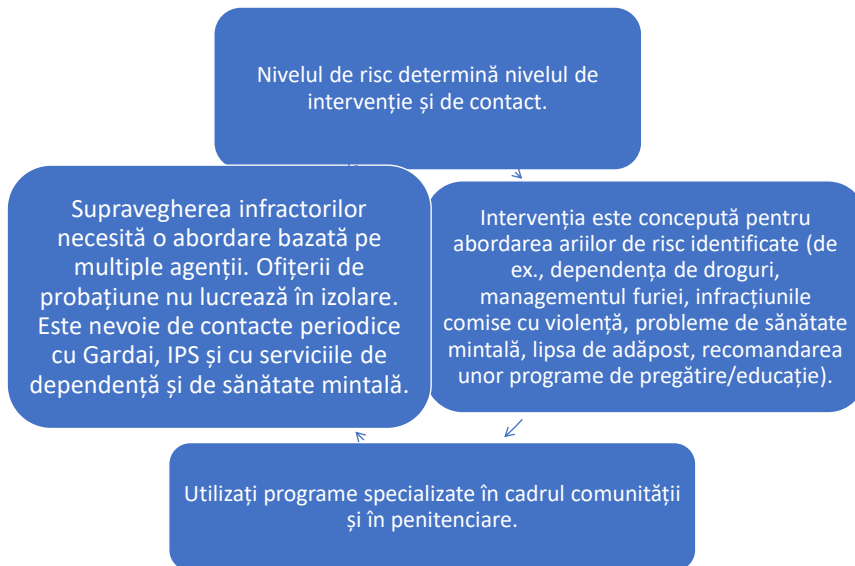 Nivelul de risc determină nivelul de
intervenție și de contact.
Supravegherea infractorilor
necesită o abordare bazată pe
multiple agenții. Ofițerii de
probațiune nu lucrează în izolare.
Este nevoie de contacte periodice
cu Gardai, IPS și cu serviciile de
dependență și de sănătate mintală.
Intervenția este concepută pentru
abordarea ariilor de risc identificate (de
ex., dependența de droguri,
managementul furiei, infracțiunile
comise cu violență, probleme de sănătate
mintală, lipsa de adăpost, recomandarea
unor programe de pregătire/educație).
Utilizați programe specializate în cadrul comunității
și în penitenciare.